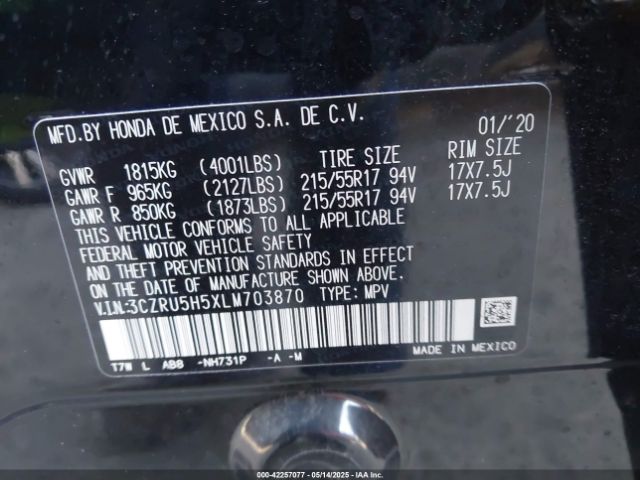 MFD.BY HONDA DE MEXICO S.A. DE C.V. 01/'20
GVWR 1815KG (4001LBS) TIRE SIZE RIM SIZE
GAWR F 965KG (2127LBS) 215/55R17 94V 17X7.5J
GAWR R 850KG (1873LBS) 215/55R17 94V 17X7.5J
THIS VEHICLE CONFORMS TO ALL APPLICABLE
FEDERAL MOTOR VEHICLE SAFETY
AND THEFT PREVENTION STANDARDS IN EFFECT
ON THE DATE OF MANUFACTURE SHOWN ABOVE.
V.I.N.:3CZRU5H5XLM703870 TYPE: MPV
T7W L AB8 -NH731P -A -M
MADE IN MEXICO
000-42257077 — 05/14/2025 — IAA Inc.